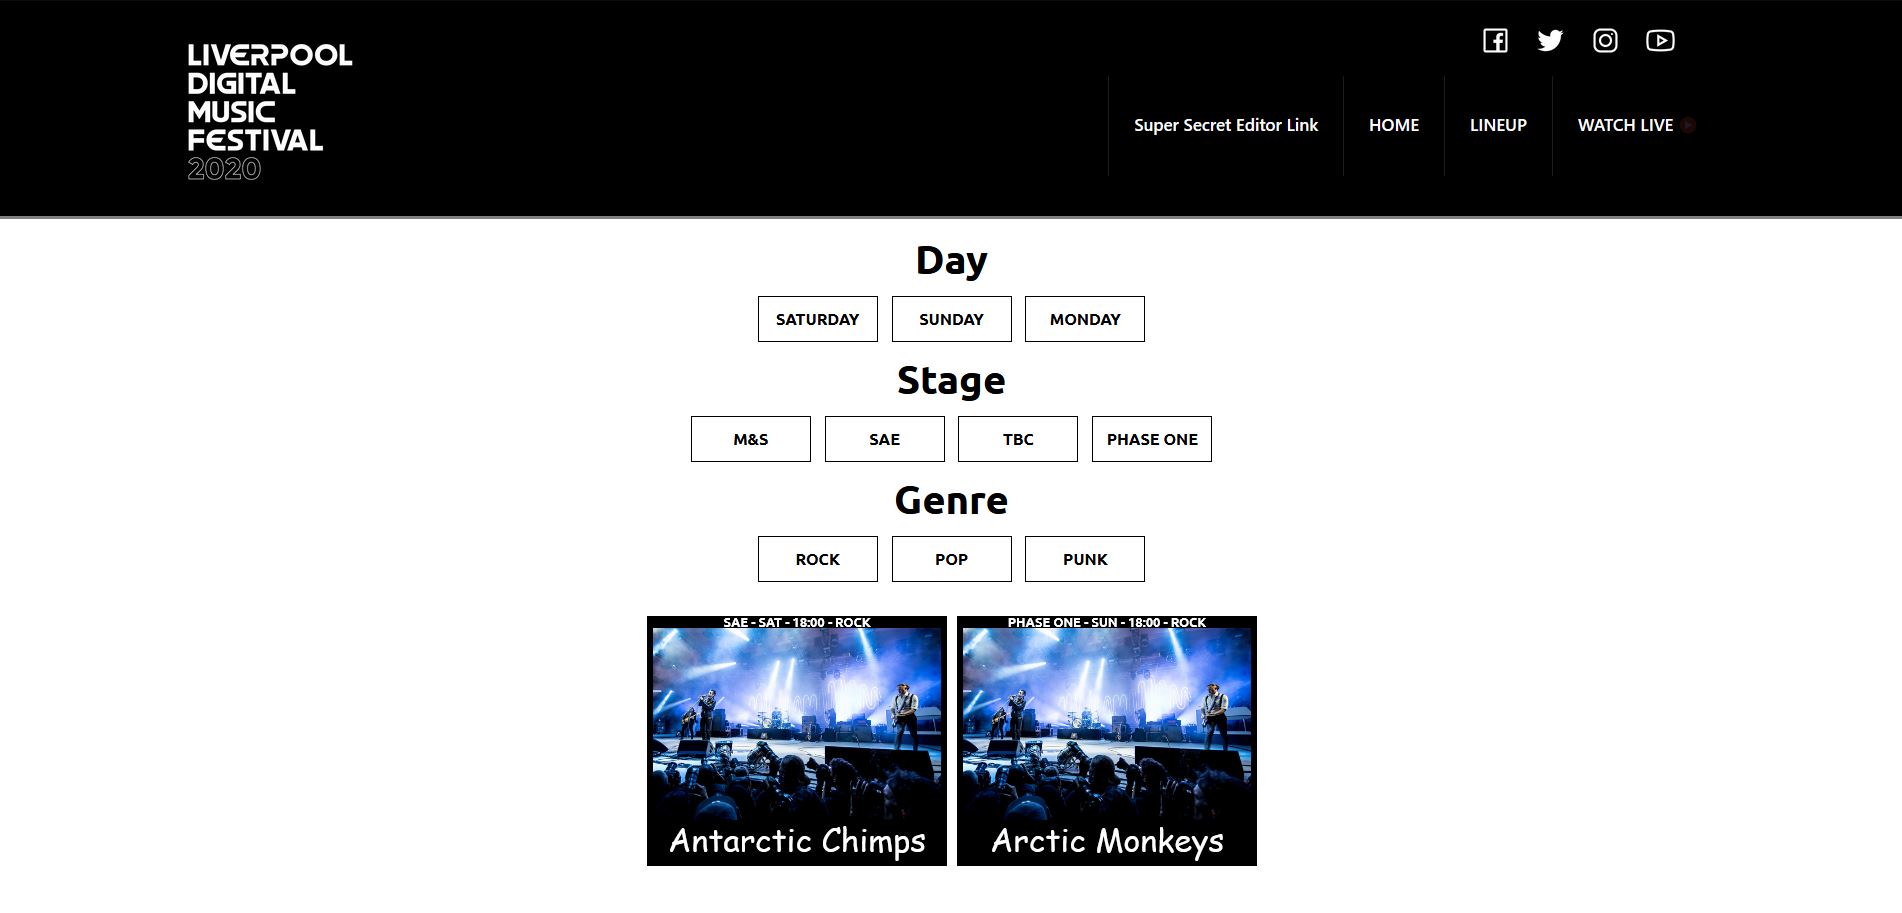 LIVERPOOL
DIGITAL
MUSIC
FESTIVAL
2020
Super Secret Editor Link
HOME
LINEUP
WATCH LIVE
Day
SATURDAY
SUNDAY
MONDAY
Stage
M&S
SAE
TBC
PHASE ONE
Genre
ROCK
POP
PUNK
SAE - SAT - 18:00 - ROCK
Antarctic Chimps
PHASE ONE - SUN - 18:00 - ROCK
Arctic Monkeys